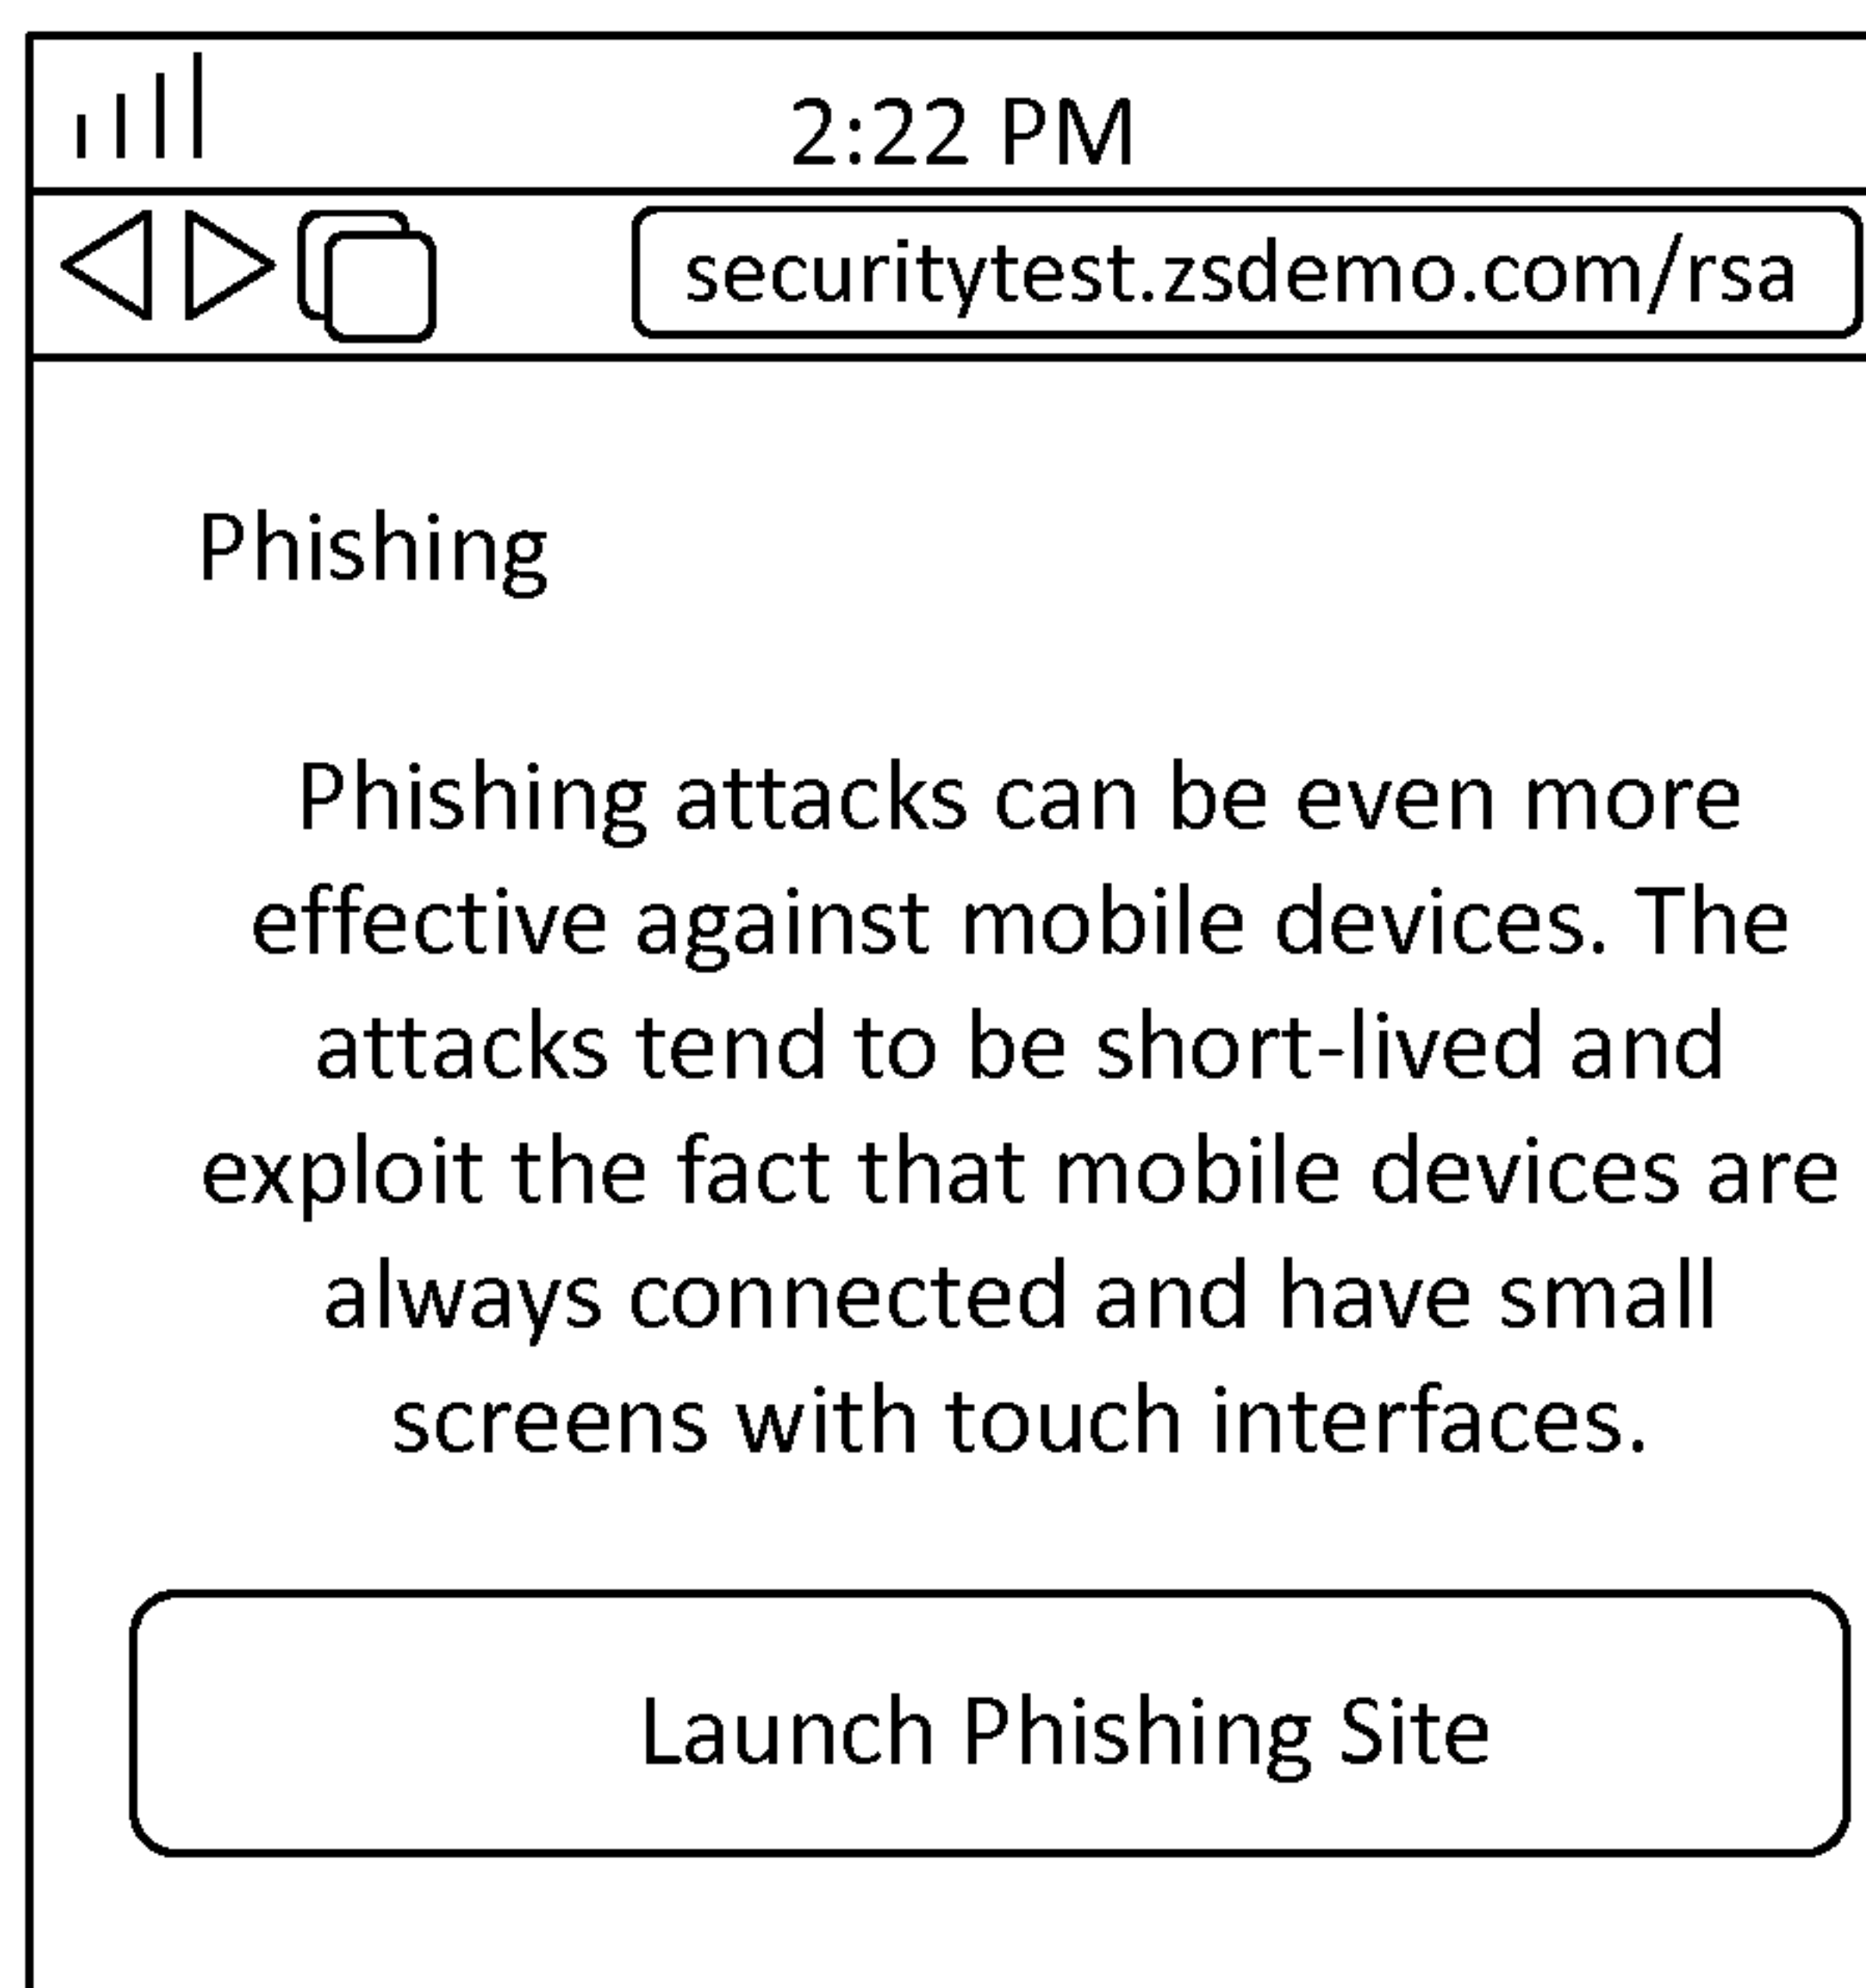 2:22 PM
securitytest.zsdemo.com/rsa
Phishing
Phishing attacks can be even more
effective against mobile devices. The
attacks tend to be short-lived and
exploit the fact that mobile devices are
always connected and have small
screens with touch interfaces.
Launch Phishing Site